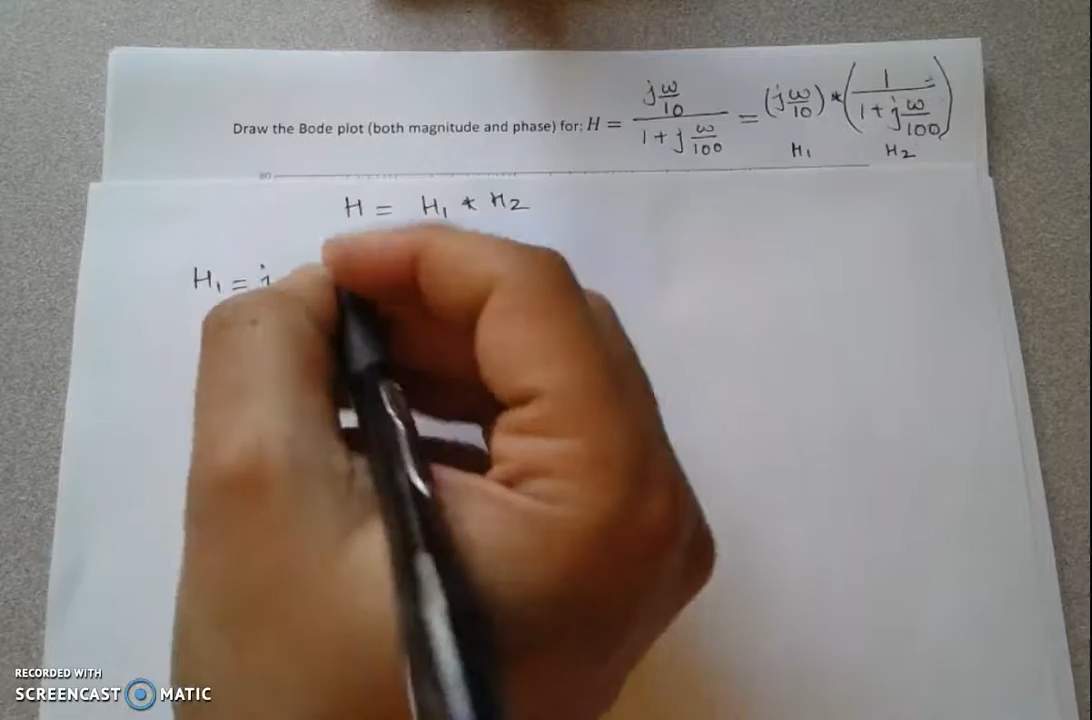 Draw the Bode plot (both magnitude and phase) for: H = (jω/10)/(1 + jω/100) = (jω/10) * (1/(1 + jω/100))
H₁ H₂
80
H = H₁ * H₂
H₁ = j
RECORDED WITH
SCREENCAST MATIC